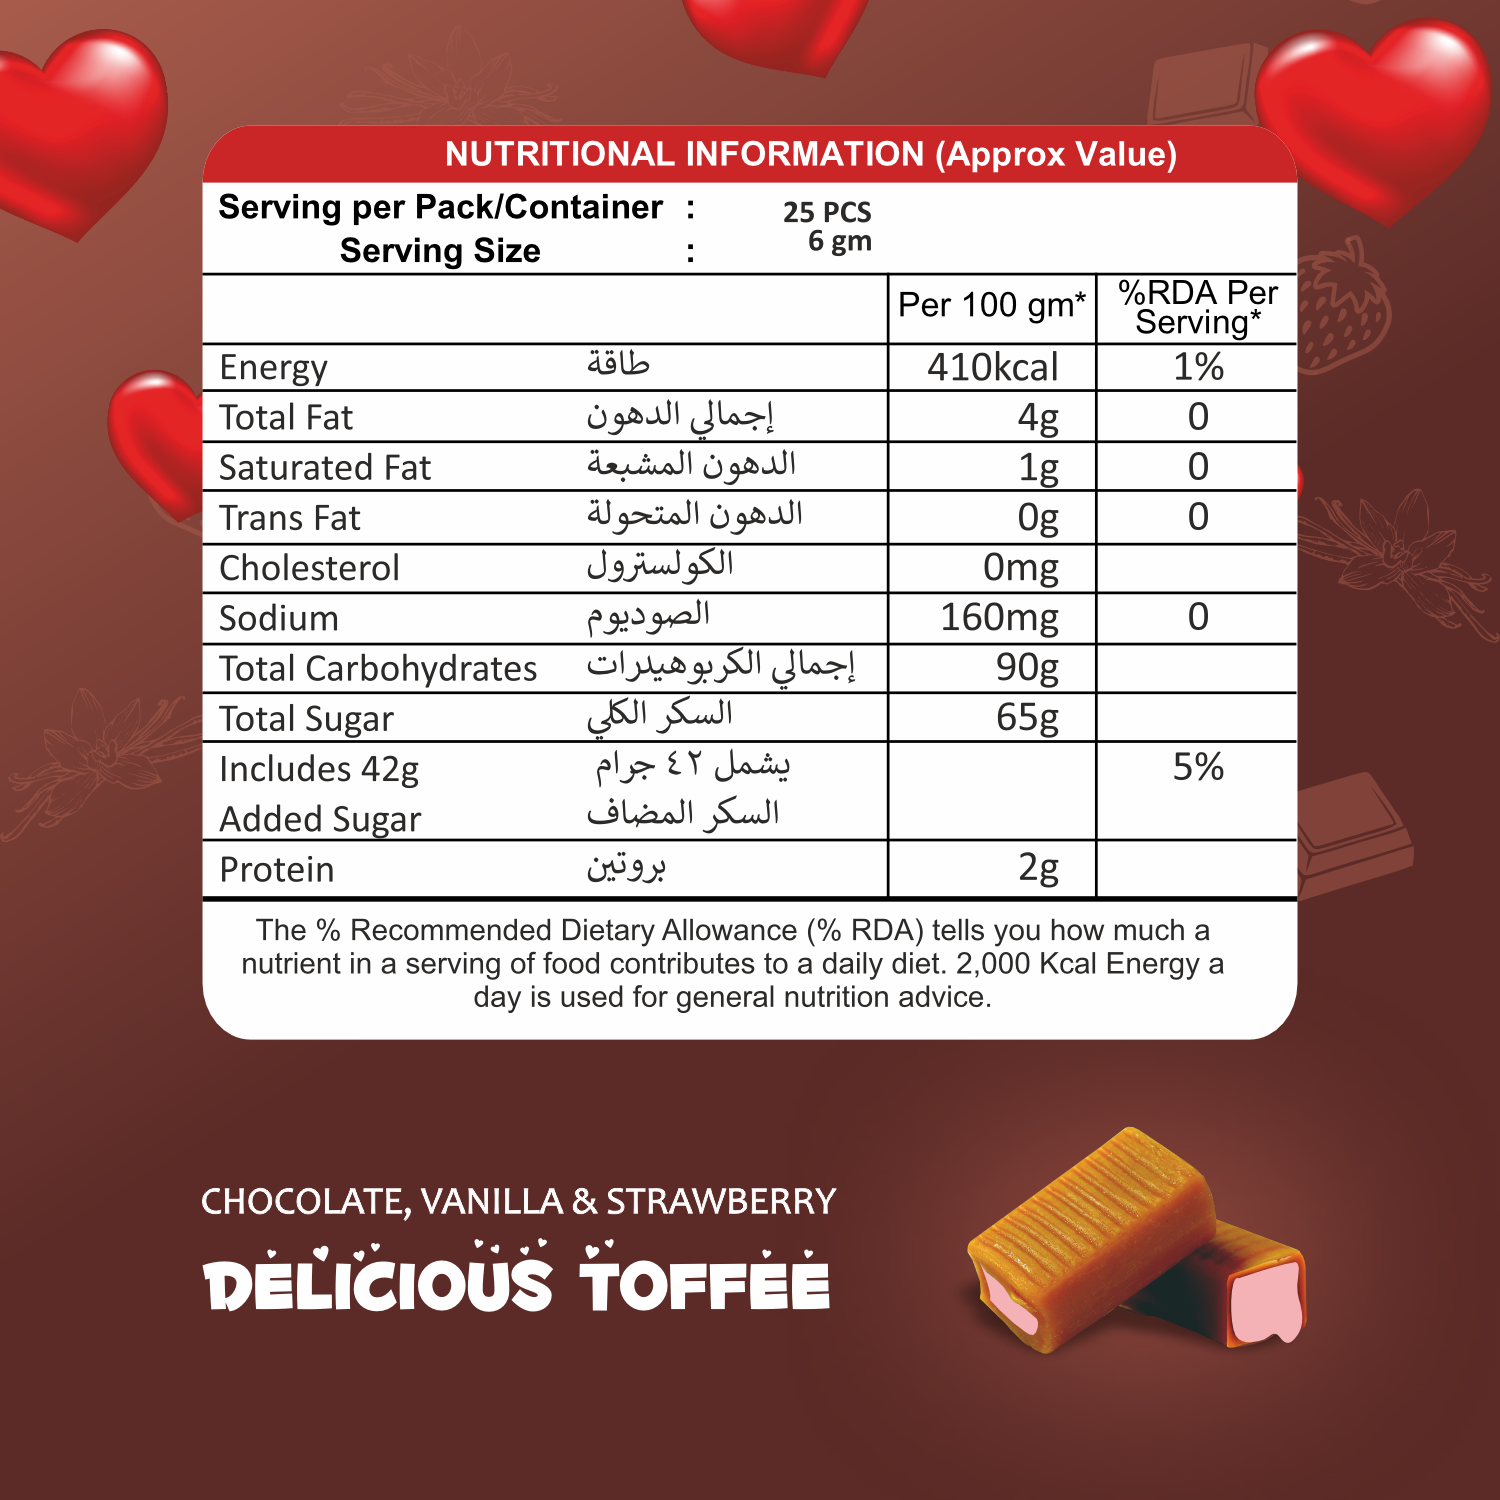 NUTRITIONAL INFORMATION (Approx Value)
Serving per Pack/Container : 25 PCS
Serving Size : 6 gm
Per 100 gm* %RDA Per Serving*
Energy طاقة 410kcal 1%
Total Fat إجمالي الدهون 4g 0
Saturated Fat الدهون المشبعة 1g 0
Trans Fat الدهون المتحولة 0g 0
Cholesterol الكولسترول 0mg
Sodium الصوديوم 160mg 0
Total Carbohydrates إجمالي الكربوهيدرات 90g
Total Sugar السكر الكلي 65g
Includes 42g يشمل ٤٢ جرام 5%
Added Sugar السكر المضاف
Protein بروتين 2g
The % Recommended Dietary Allowance (% RDA) tells you how much a
nutrient in a serving of food contributes to a daily diet. 2,000 Kcal Energy a
day is used for general nutrition advice.
CHOCOLATE, VANILLA & STRAWBERRY
DELICIOUS TOFFEE